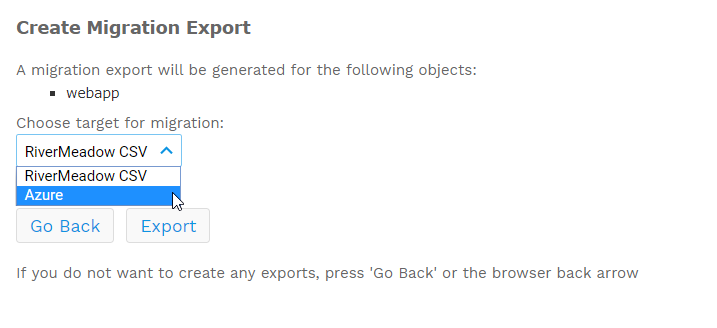 Create Migration Export
A migration export will be generated for the following objects:
webapp
Choose target for migration:
RiverMeadow CSV
RiverMeadow CSV
Azure
Go Back Export
If you do not want to create any exports, press 'Go Back' or the browser back arrow